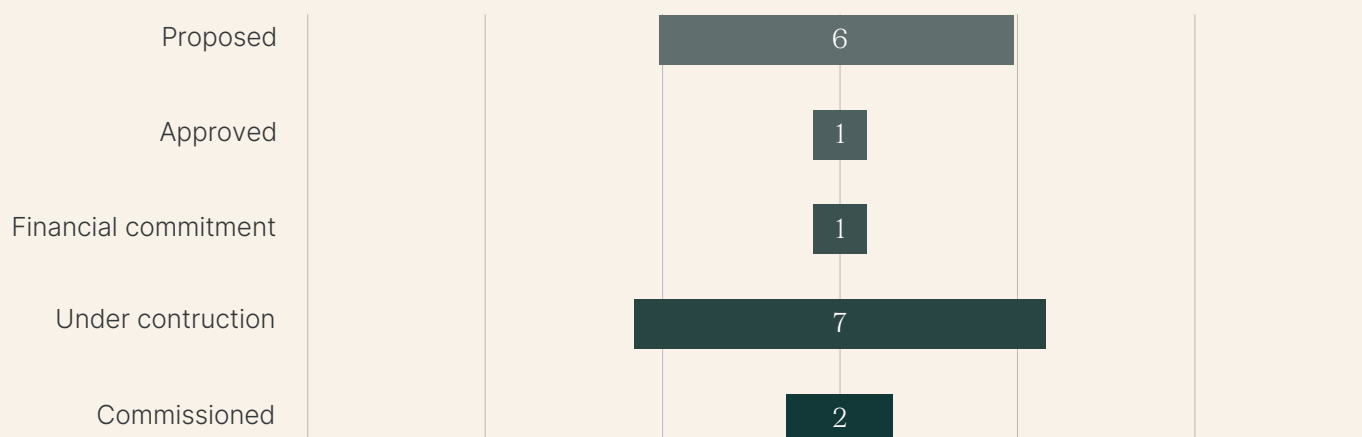 Proposed 6
Approved 1
Financial commitment 1
Under contruction 7
Commissioned 2